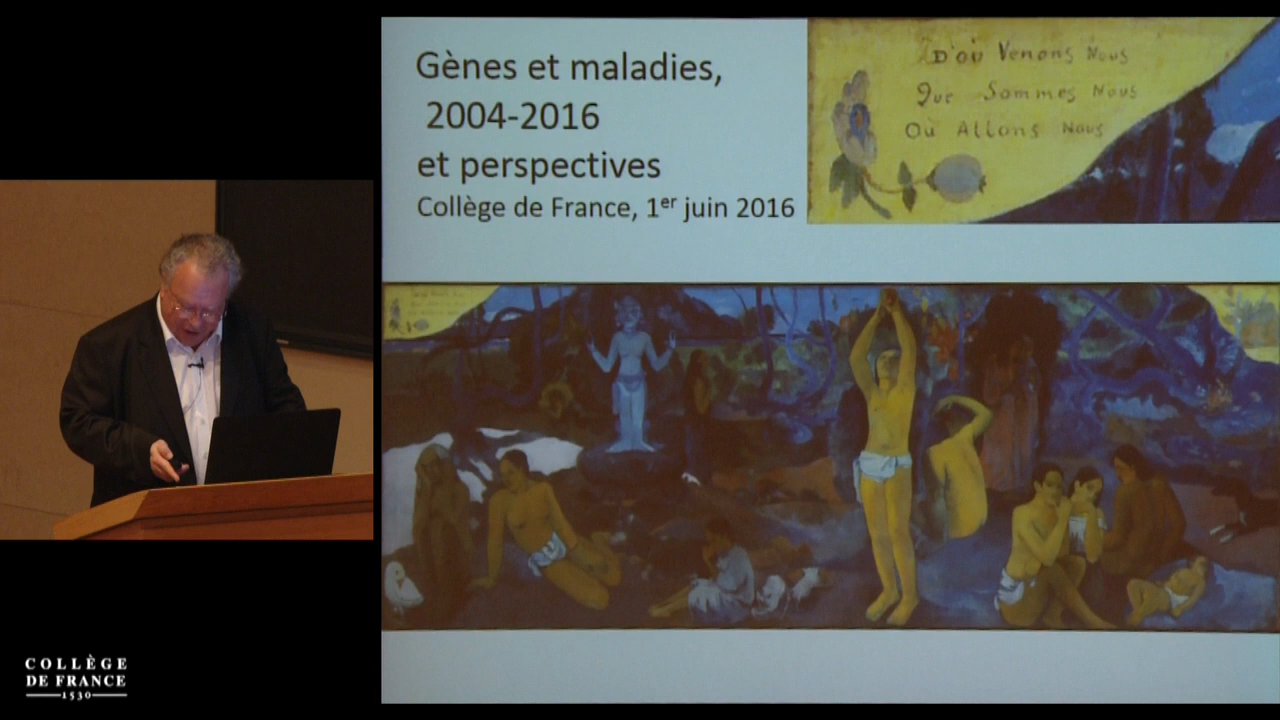 Gènes et maladies,
2004-2016
et perspectives
Collège de France, 1er juin 2016
D'où Venons Nous
Que Sommes Nous
Où Allons Nous
COLLÈGE
DE FRANCE
1530